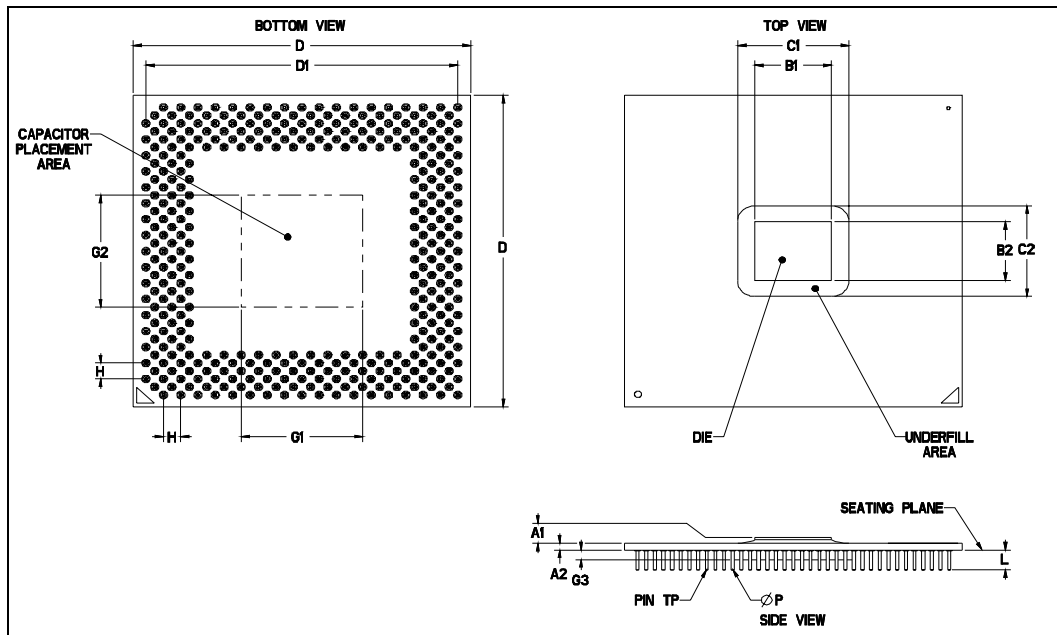 BOTTOM VIEW
D
D1
CAPACITOR
PLACEMENT
AREA
G2
D
H
H
G1
TOP VIEW
C1
B1
B2
C2
DIE
UNDERFILL
AREA
SEATING PLANE
A1
A2
G3
L
PIN TP
∅P
SIDE VIEW